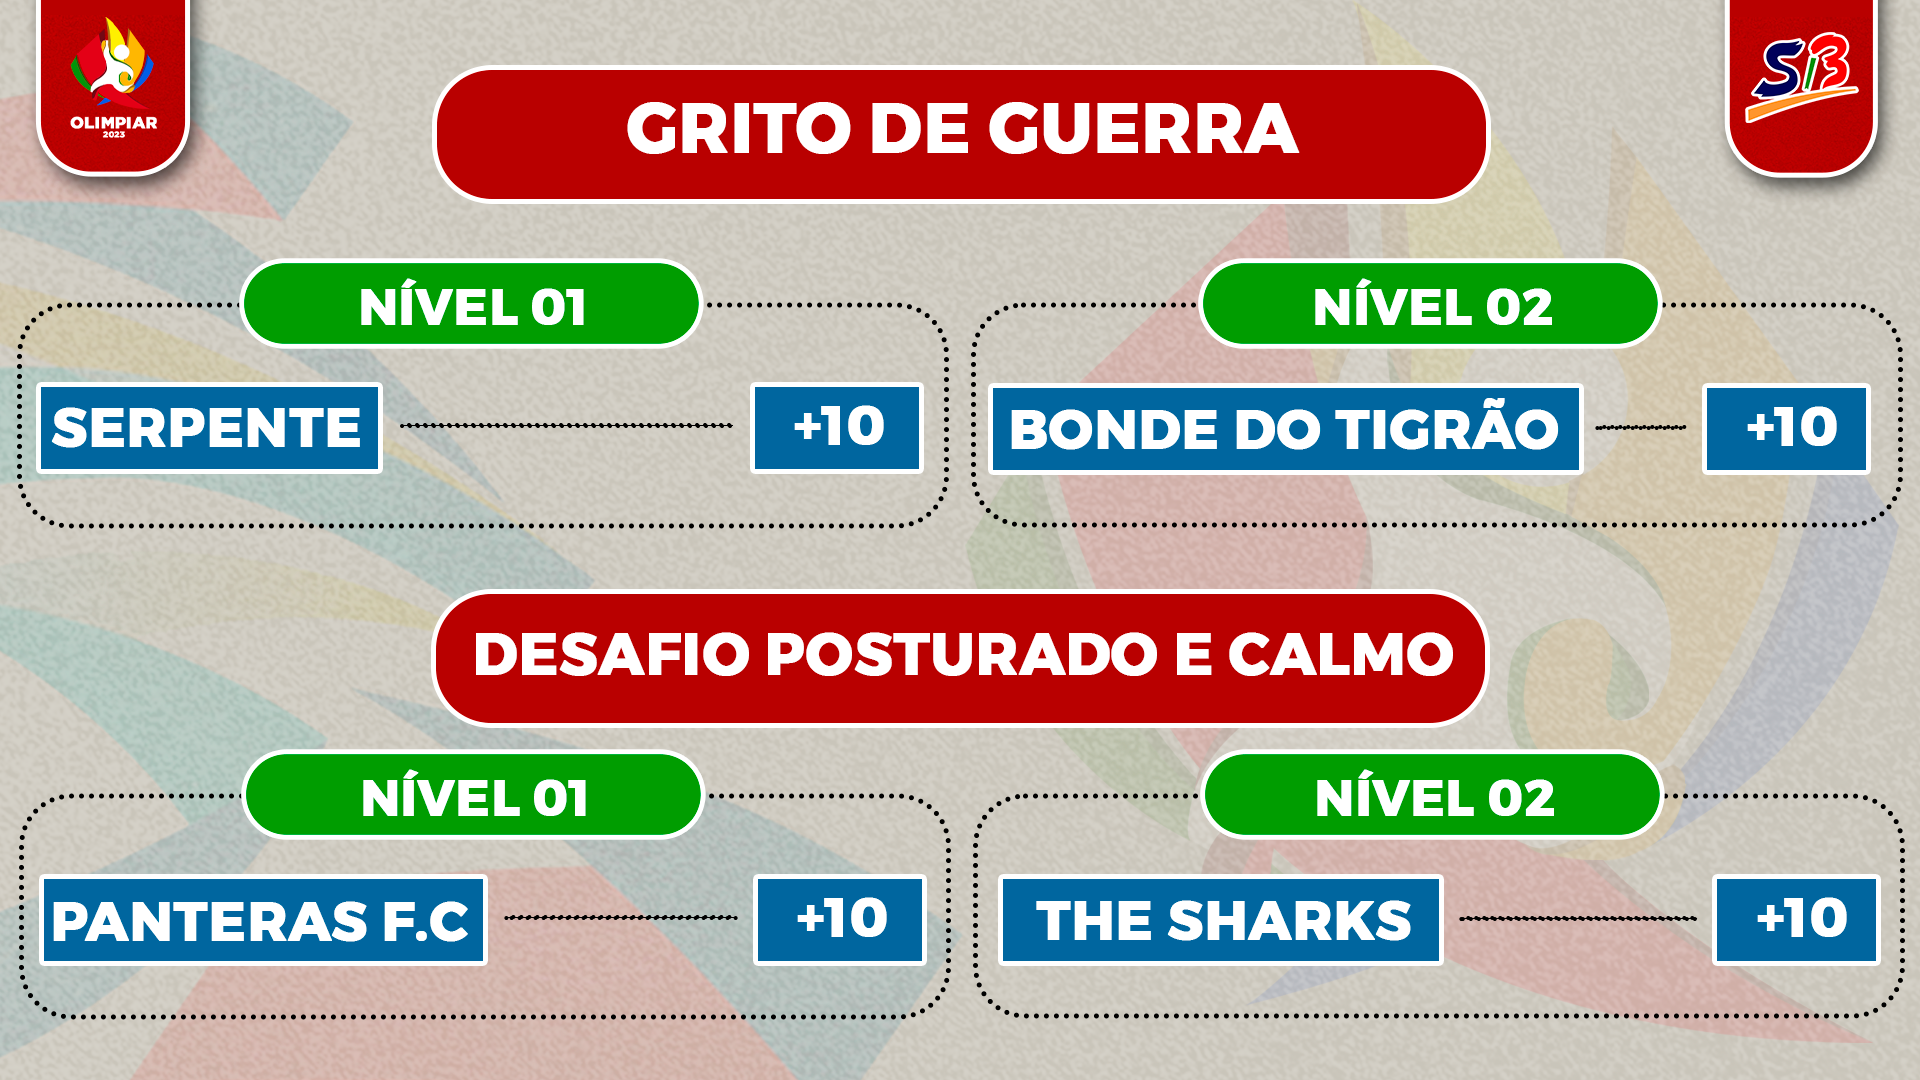 OLIMPIAR
2023
SIB
GRITO DE GUERRA
NÍVEL 01
SERPENTE +10
NÍVEL 02
BONDE DO TIGRÃO +10
DESAFIO POSTURADO E CALMO
NÍVEL 01
PANTERAS F.C +10
NÍVEL 02
THE SHARKS +10